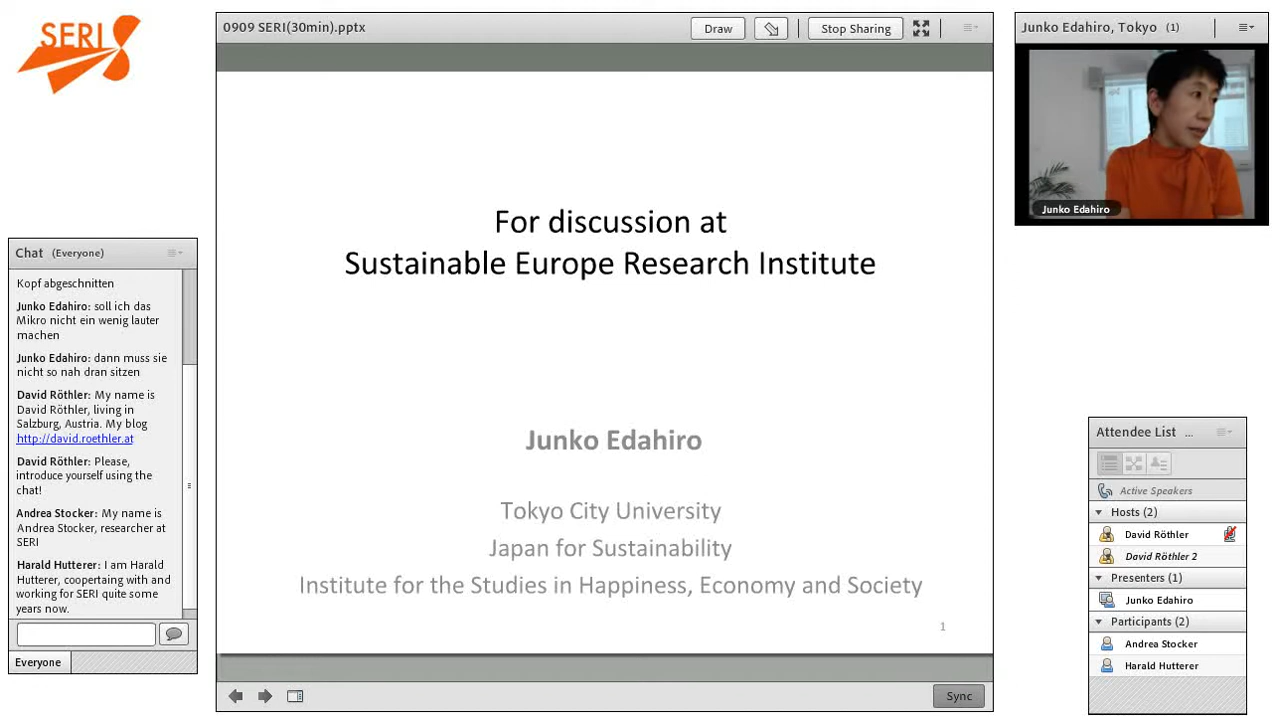 SERI
Chat (Everyone)
Kopf abgeschnitten
Junko Edahiro: soll ich das
Mikro nicht ein wenig lauter
machen
Junko Edahiro: dann muss sie
nicht so nah dran sitzen
David Röthler: My name is
David Röthler, living in
Salzburg, Austria. My blog
http://david.roethler.at
David Röthler: Please,
introduce yourself using the
chat!
Andrea Stocker: My name is
Andrea Stocker, researcher at
SERI
Harald Hutterer: I am Harald
Hutterer, coopertaing with and
working for SERI quite some
years now.
Everyone
0909 SERI(30min).pptx
Draw
Stop Sharing
For discussion at
Sustainable Europe Research Institute
Junko Edahiro
Tokyo City University
Japan for Sustainability
Institute for the Studies in Happiness, Economy and Society
1
Sync
Junko Edahiro, Tokyo (1)
Junko Edahiro
Attendee List ...
Active Speakers
Hosts (2)
David Röthler
David Röthler 2
Presenters (1)
Junko Edahiro
Participants (2)
Andrea Stocker
Harald Hutterer